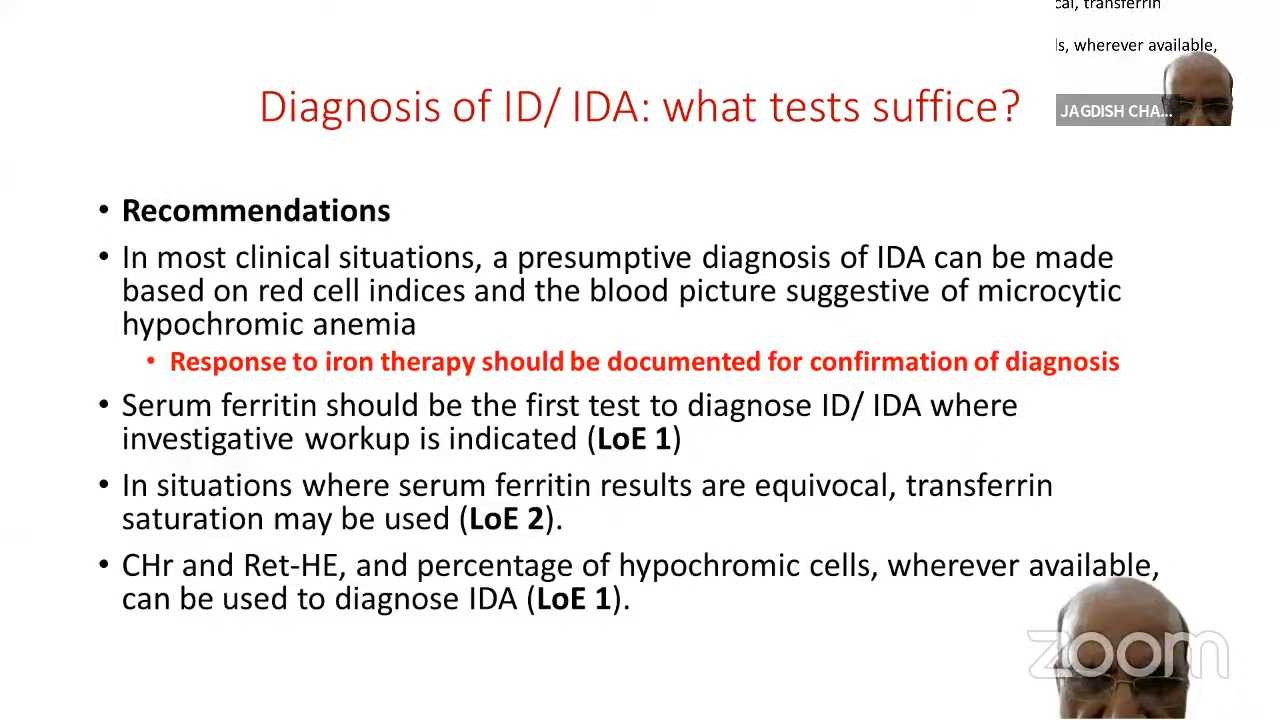 cal, transferrin
ls, wherever available,
JAGDISH CHA...
Diagnosis of ID/ IDA: what tests suffice?
• Recommendations
• In most clinical situations, a presumptive diagnosis of IDA can be made
based on red cell indices and the blood picture suggestive of microcytic
hypochromic anemia
• Response to iron therapy should be documented for confirmation of diagnosis
• Serum ferritin should be the first test to diagnose ID/ IDA where
investigative workup is indicated (LoE 1)
• In situations where serum ferritin results are equivocal, transferrin
saturation may be used (LoE 2).
• CHr and Ret-HE, and percentage of hypochromic cells, wherever available,
can be used to diagnose IDA (LoE 1).
zoom